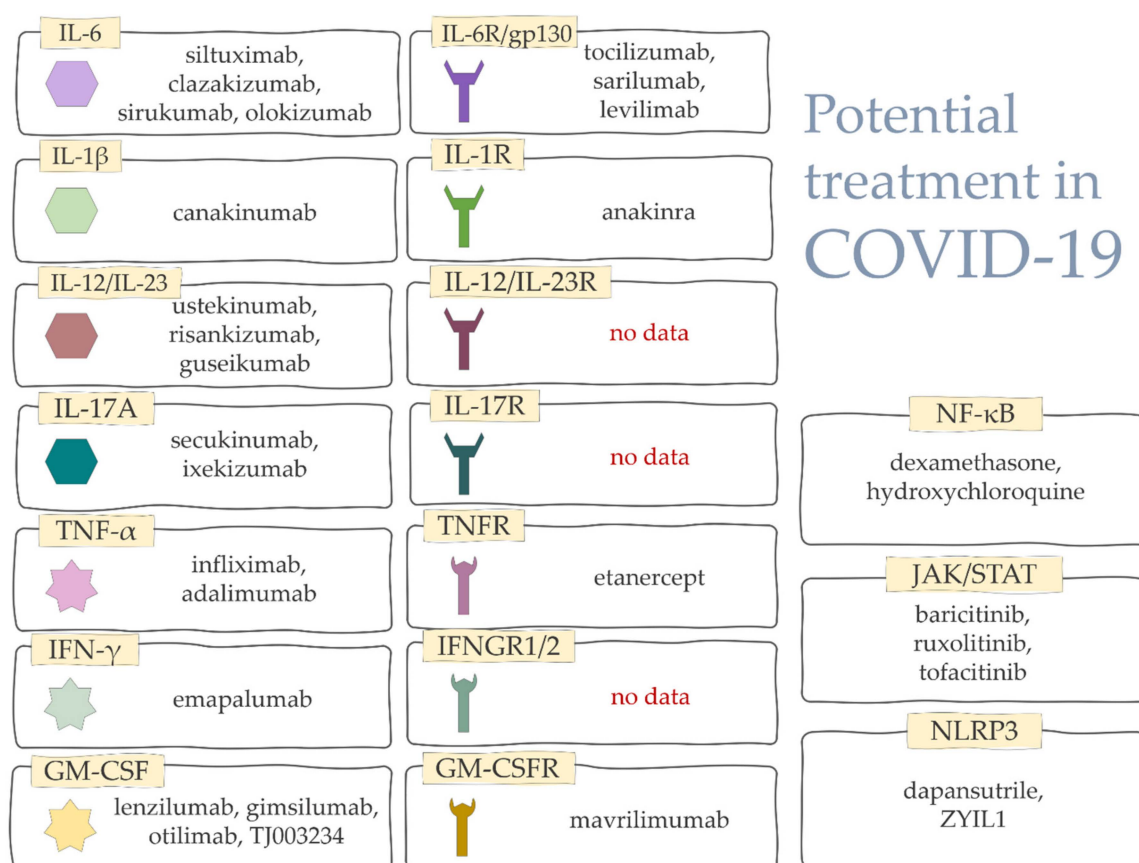 IL-6
siltuximab,
clazakizumab,
sirukumab, olokizumab
IL-6R/gp130
tocilizumab,
sarilumab,
levilimab
Potential
treatment in
COVID-19
IL-1β
canakinumab
IL-1R
anakinra
IL-12/IL-23
ustekinumab,
risankizumab,
guseikumab
IL-12/IL-23R
no data
IL-17A
secukinumab,
ixekizumab
IL-17R
no data
NF-κB
dexamethasone,
hydroxychloroquine
TNF-α
infliximab,
adalimumab
TNFR
etanercept
JAK/STAT
baricitinib,
ruxolitinib,
tofacitinib
IFN-γ
emapalumab
IFNGR1/2
no data
NLRP3
dapansutrile,
ZYIL1
GM-CSF
lenzilumab, gimsilumab,
otilimab, TJ003234
GM-CSFR
mavrilimumab